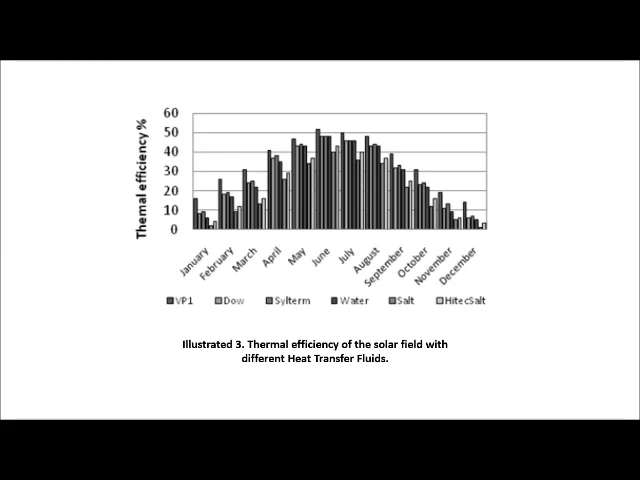 60
50
40
30
20
10
0
Themal efficiency %
January
February
March
April
May
June
July
August
September
October
November
December
VP1 Dow Sylterm Water Salt HitecSalt
Illustrated 3. Thermal efficiency of the solar field with
different Heat Transfer Fluids.